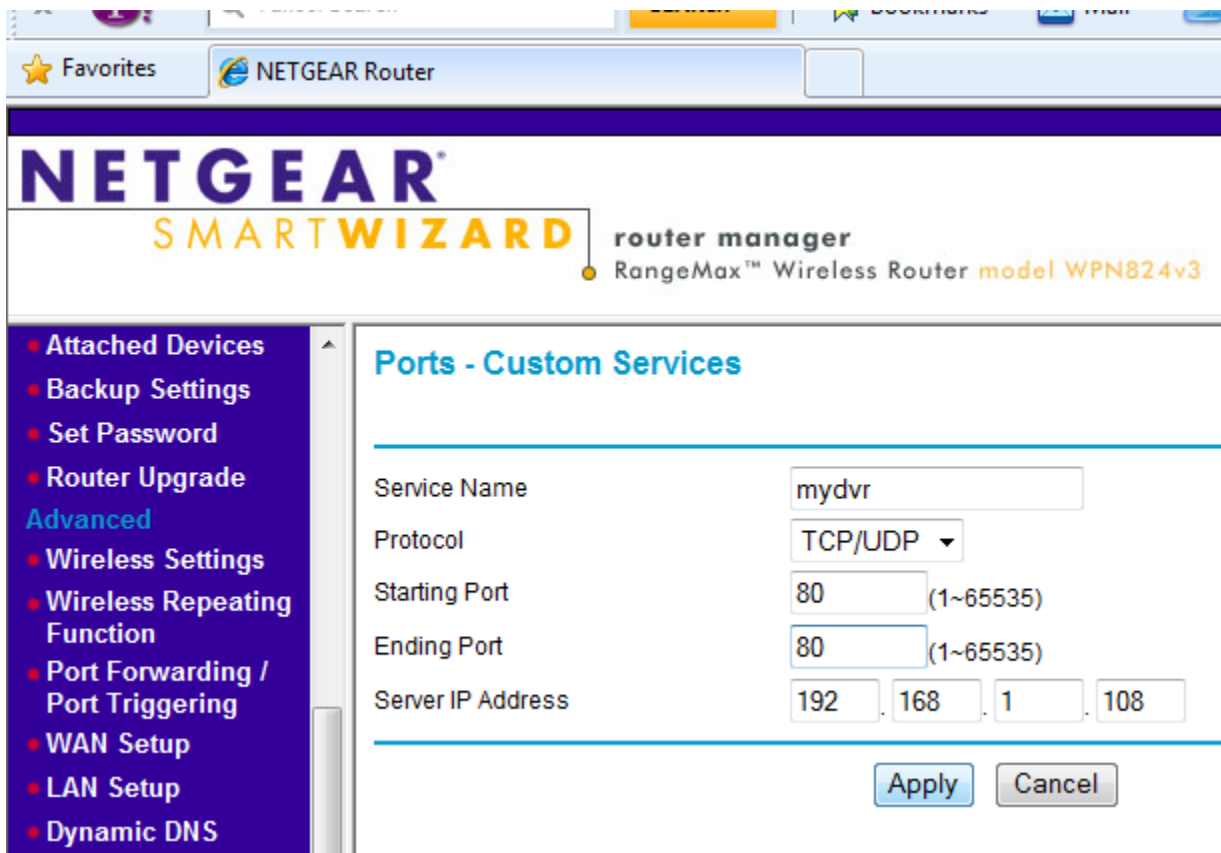 Favorites
NETGEAR Router
NETGEAR®
SMARTWIZARD
router manager
RangeMax™ Wireless Router model WPN824v3
Attached Devices
Backup Settings
Set Password
Router Upgrade
Advanced
Wireless Settings
Wireless Repeating
Function
Port Forwarding /
Port Triggering
WAN Setup
LAN Setup
Dynamic DNS
Ports - Custom Services
Service Name mydvr
Protocol TCP/UDP
Starting Port 80 (1~65535)
Ending Port 80 (1~65535)
Server IP Address 192 . 168 . 1 . 108
Apply Cancel